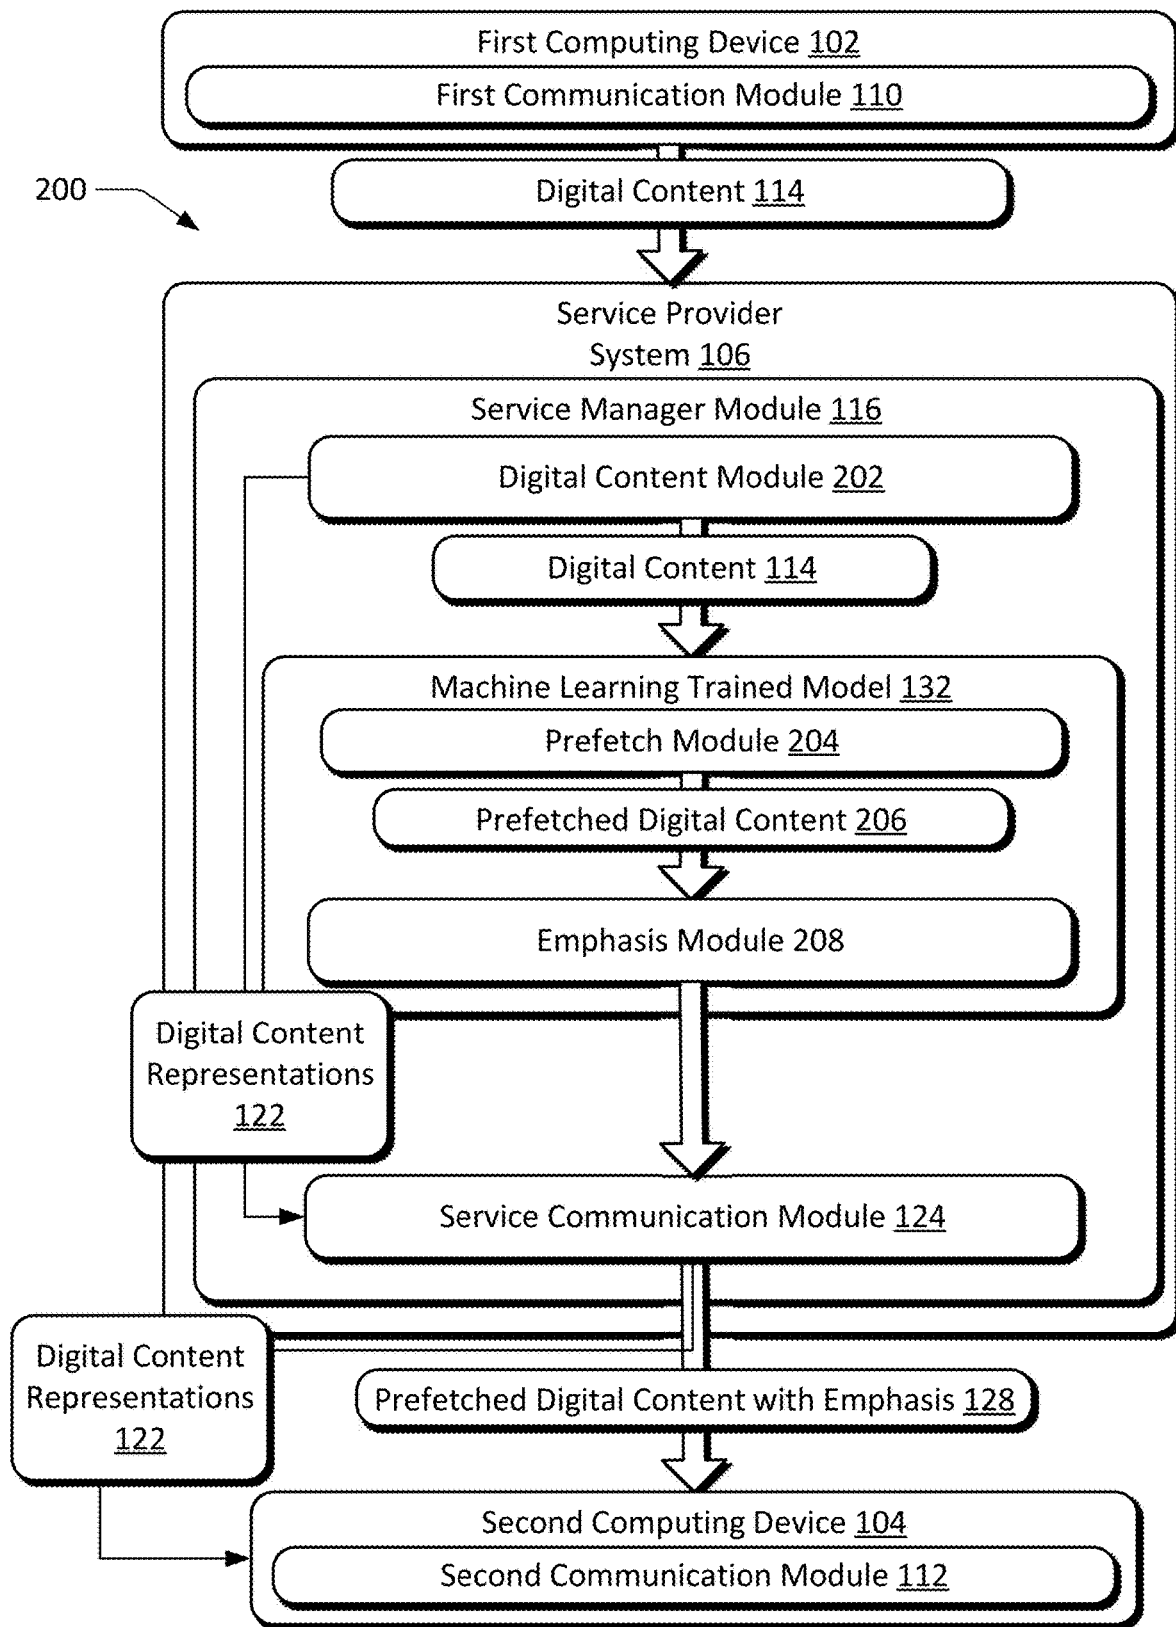 First Computing Device 102
First Communication Module 110
200
Digital Content 114
Service Provider
System 106
Service Manager Module 116
Digital Content Module 202
Digital Content 114
Machine Learning Trained Model 132
Prefetch Module 204
Prefetched Digital Content 206
Emphasis Module 208
Digital Content
Representations
122
Service Communication Module 124
Digital Content
Representations
122
Prefetched Digital Content with Emphasis 128
Second Computing Device 104
Second Communication Module 112